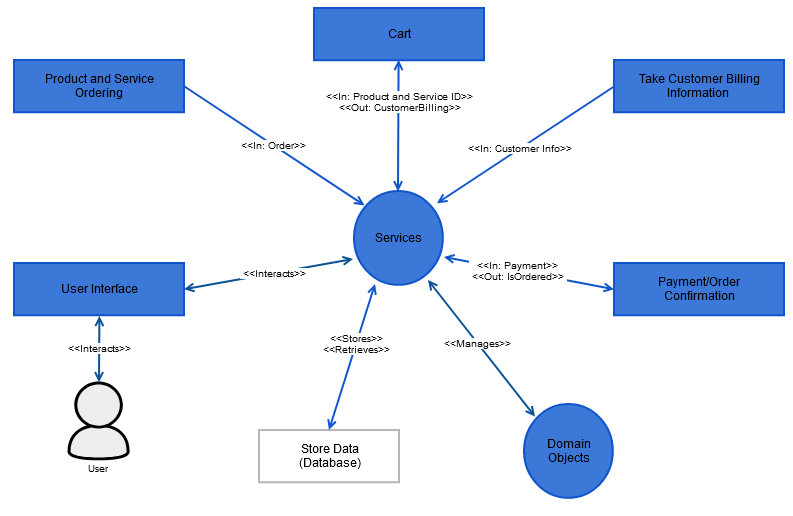 Cart
Product and Service
Ordering
Take Customer Billing
Information
<<In: Product and Service ID>>
<<Out: CustomerBilling>>
<<In: Order>>
<<In: Customer Info>>
Services
<<Interacts>>
<<In: Payment>>
<<Out: IsOrdered>>
User Interface
Payment/Order
Confirmation
<<Interacts>>
<<Stores>>
<<Retrieves>>
<<Manages>>
Store Data
(Database)
Domain
Objects
User